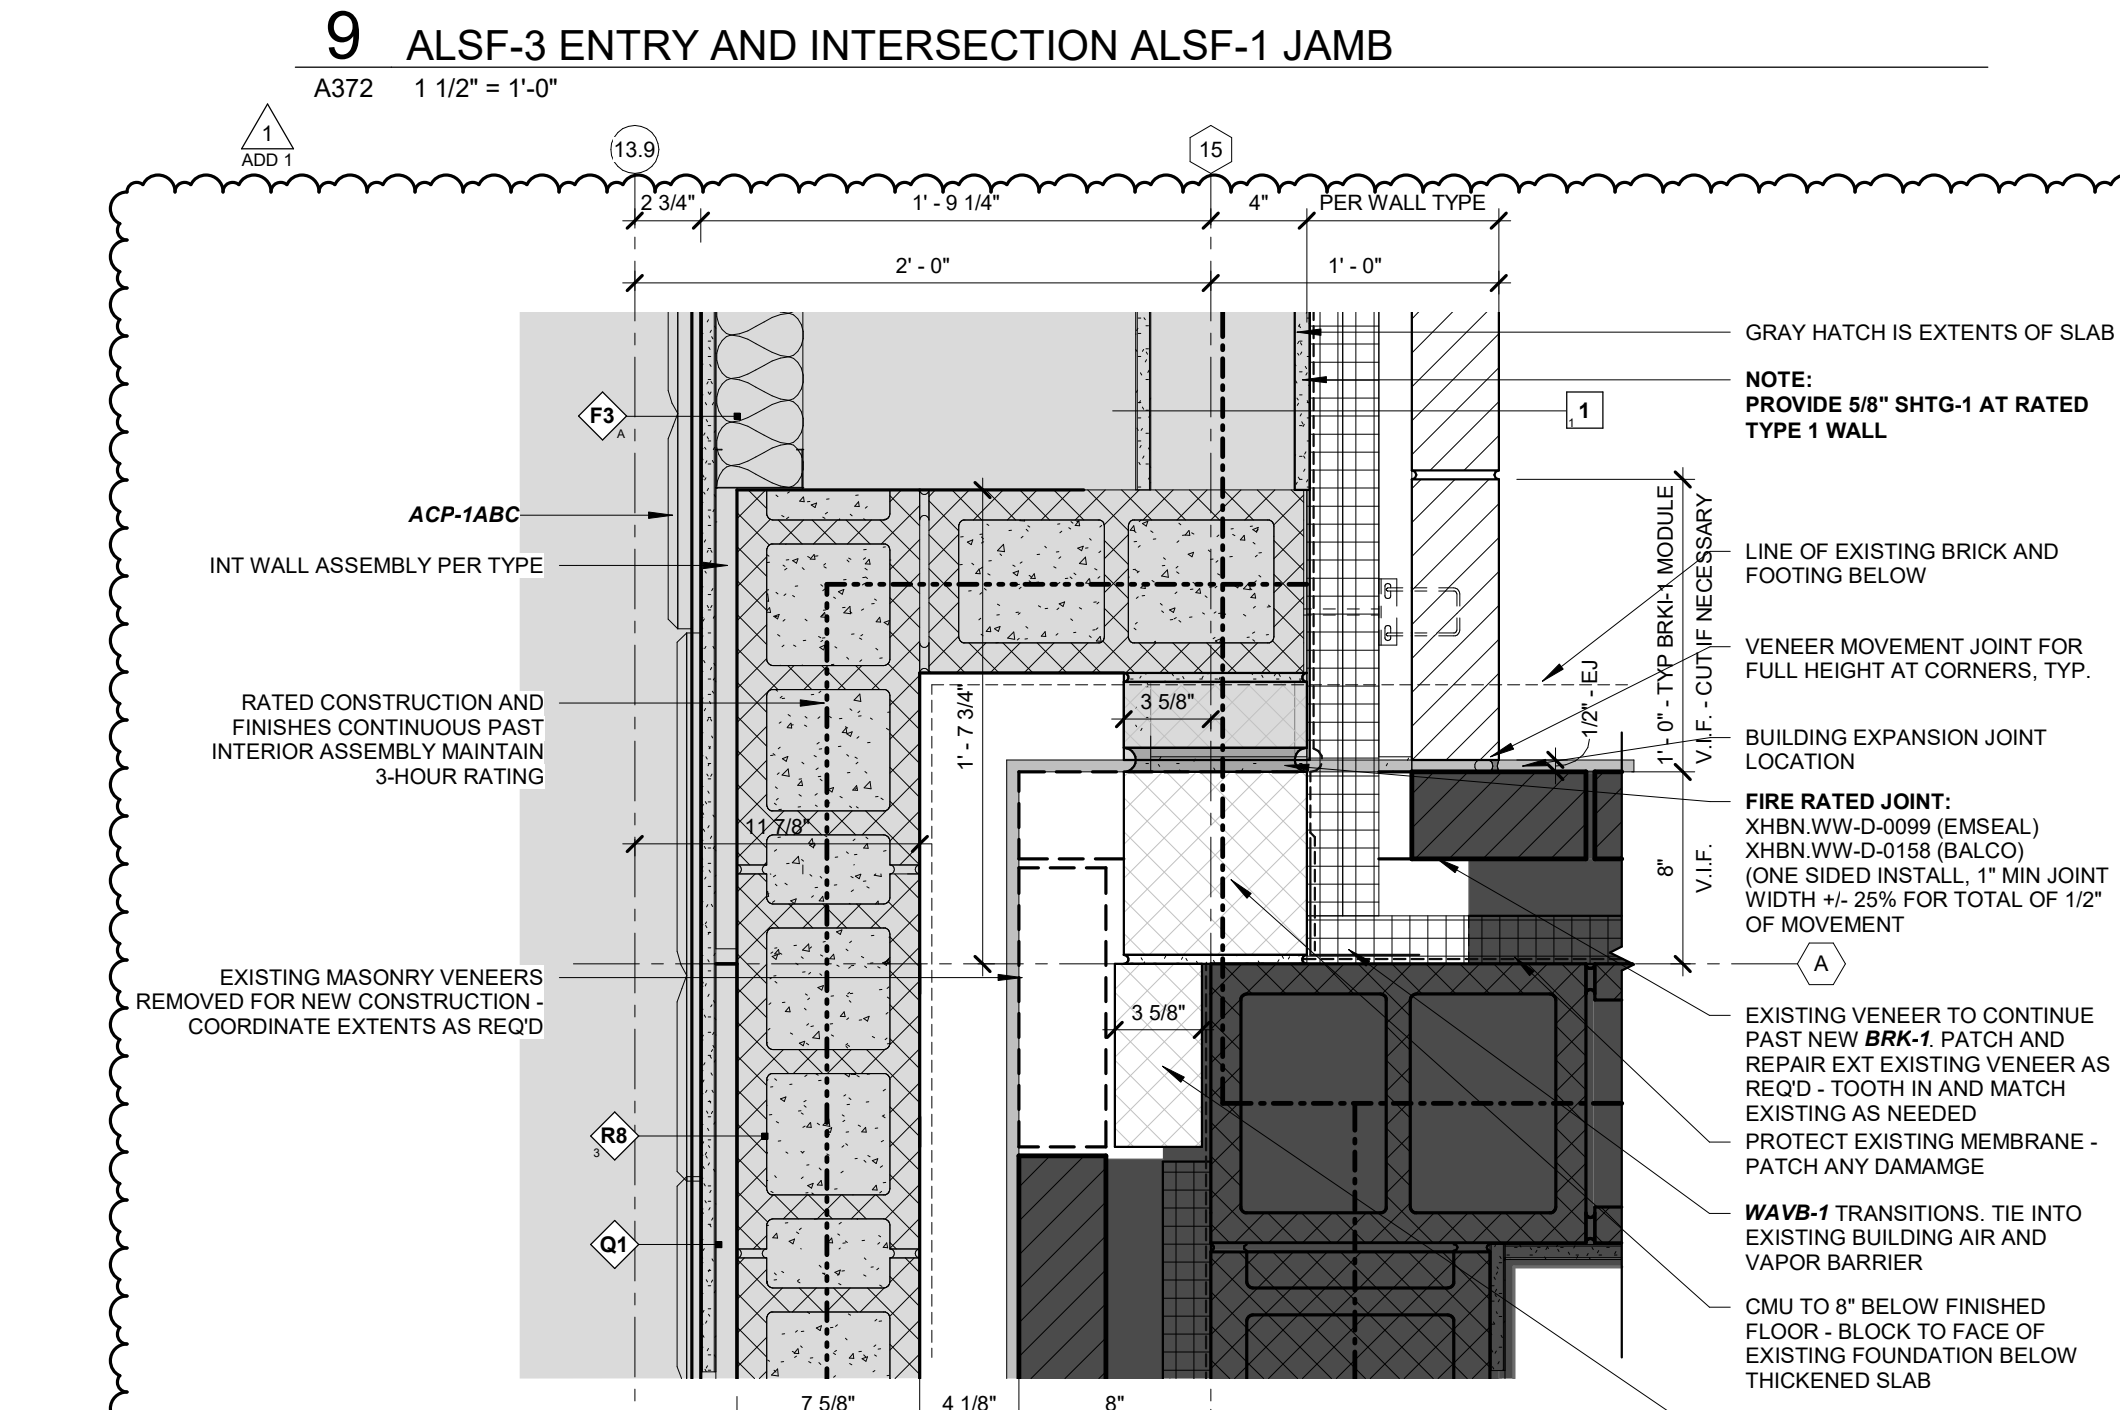 9 ALSF-3 ENTRY AND INTERSECTION ALSF-1 JAMB
A372 1 1/2" = 1'-0"
1
ADD 1
13.9
15
2 3/4"
1' - 9 1/4"
4"
PER WALL TYPE
2' - 0"
1' - 0"
F3
A
ACP-1ABC
INT WALL ASSEMBLY PER TYPE
RATED CONSTRUCTION AND
FINISHES CONTINUOUS PAST
INTERIOR ASSEMBLY MAINTAIN
3-HOUR RATING
EXISTING MASONRY VENEERS
REMOVED FOR NEW CONSTRUCTION -
COORDINATE EXTENTS AS REQ'D
R8
3
Q1
11 7/8"
1' - 7 3/4"
3 5/8"
3 5/8"
7 5/8"
4 1/8"
8"
1
1
1/2" - EJ
1' - 0" - TYP BRKI-1 MODULE
V.I.F. - CUT IF NECESSARY
8"
V.I.F.
A
GRAY HATCH IS EXTENTS OF SLAB
NOTE:
PROVIDE 5/8" SHTG-1 AT RATED
TYPE 1 WALL
LINE OF EXISTING BRICK AND
FOOTING BELOW
VENEER MOVEMENT JOINT FOR
FULL HEIGHT AT CORNERS, TYP.
BUILDING EXPANSION JOINT
LOCATION
FIRE RATED JOINT:
XHBN.WW-D-0099 (EMSEAL)
XHBN.WW-D-0158 (BALCO)
(ONE SIDED INSTALL, 1" MIN JOINT
WIDTH +/- 25% FOR TOTAL OF 1/2"
OF MOVEMENT
EXISTING VENEER TO CONTINUE
PAST NEW BRK-1. PATCH AND
REPAIR EXT EXISTING VENEER AS
REQ'D - TOOTH IN AND MATCH
EXISTING AS NEEDED
PROTECT EXISTING MEMBRANE -
PATCH ANY DAMAMGE
WAVB-1 TRANSITIONS. TIE INTO
EXISTING BUILDING AIR AND
VAPOR BARRIER
CMU TO 8" BELOW FINISHED
FLOOR - BLOCK TO FACE OF
EXISTING FOUNDATION BELOW
THICKENED SLAB